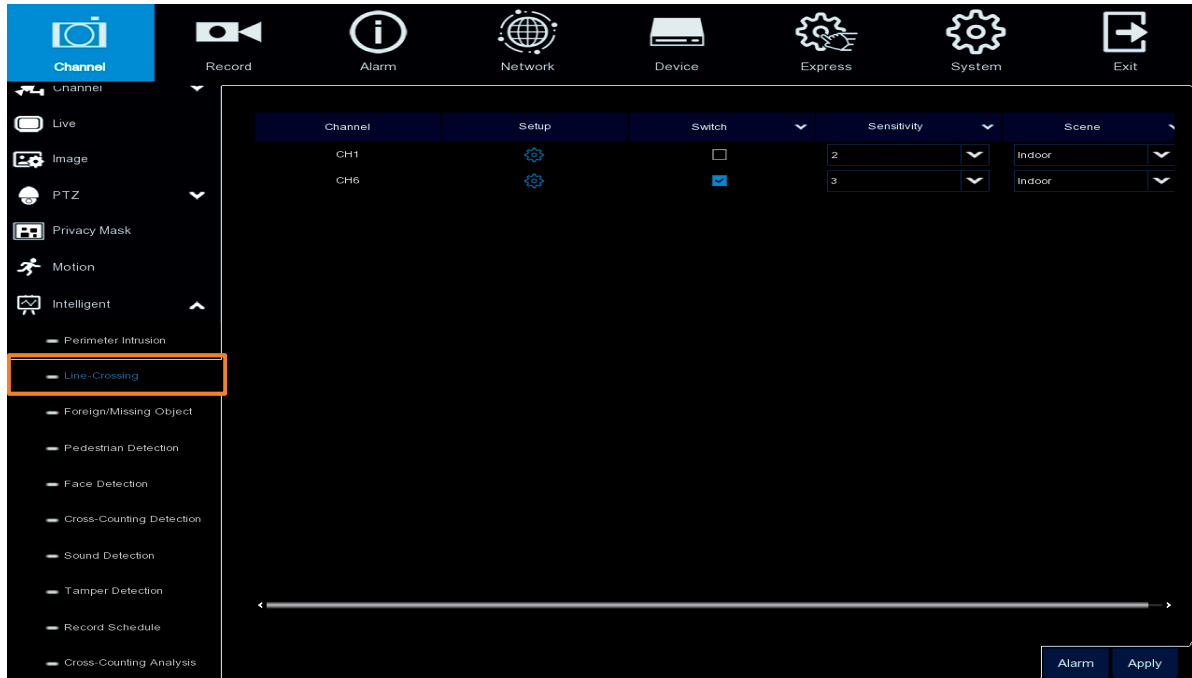 Channel Record Alarm Network Device Express System Exit
Channel
Live
Image
PTZ
Privacy Mask
Motion
Intelligent
Perimeter Intrusion
Line-Crossing
Foreign/Missing Object
Pedestrian Detection
Face Detection
Cross-Counting Detection
Sound Detection
Tamper Detection
Record Schedule
Cross-Counting Analysis
Channel Setup Switch Sensitivity Scene
CH1 2 Indoor
CH6 3 Indoor
Alarm Apply